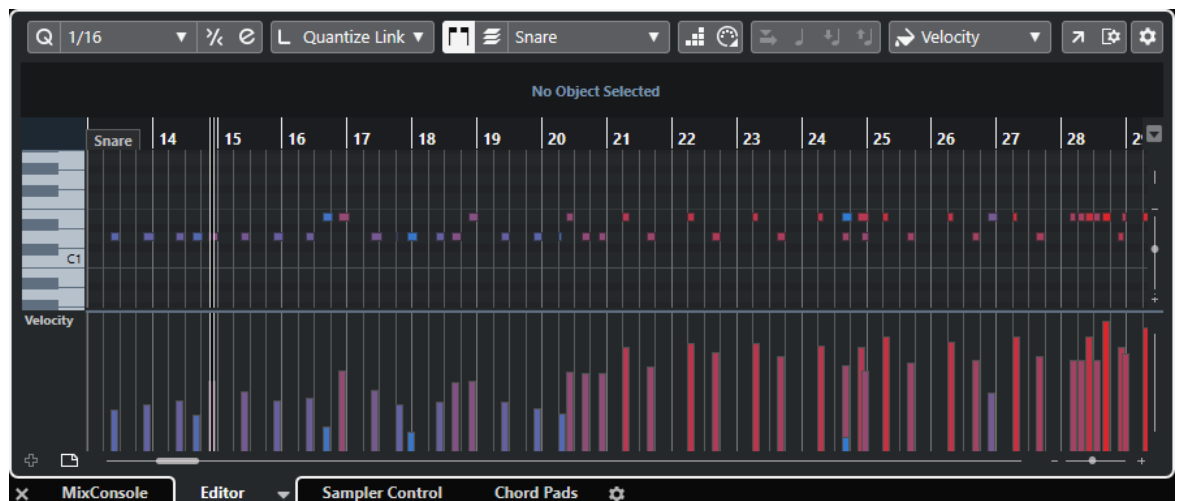 Q 1/16 Quantize Link Snare Velocity
No Object Selected
Snare 14 15 16 17 18 19 20 21 22 23 24 25 26 27 28
C1
Velocity
MixConsole Editor Sampler Control Chord Pads